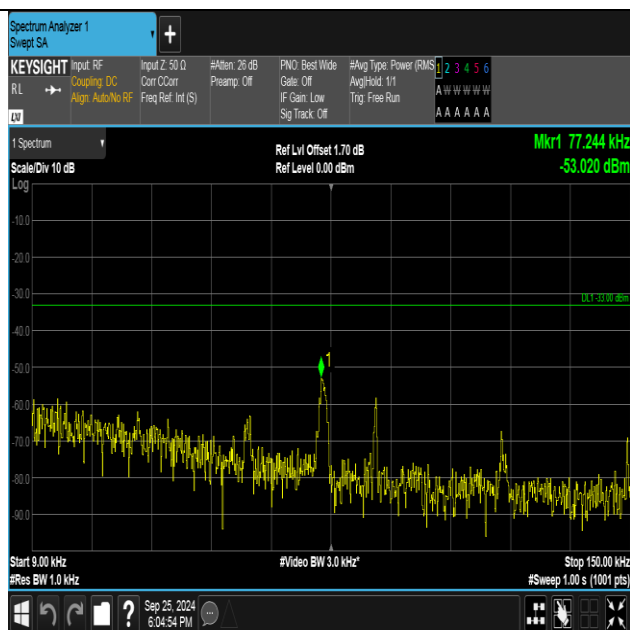 Spectrum Analyzer 1
Swept SA
+
KEYSIGHT
RL
LXI
Input: RF
Coupling: DC
Align: Auto/No RF
Input Z: 50 Ω
Corr CCorr
Freq Ref: Int (S)
#Atten: 26 dB
Preamp: Off
PNO: Best Wide
Gate: Off
IF Gain: Low
Sig Track: Off
#Avg Type: Power (RMS
Avg|Hold: 1/1
Trig: Free Run
1 2 3 4 5 6
A W W W W W
A A A A A A
1 Spectrum
Scale/Div 10 dB
Log
Ref Lvl Offset 1.70 dB
Ref Level 0.00 dBm
Mkr1 77.244 kHz
-53.020 dBm
-10.0
-20.0
-30.0
-40.0
-50.0
-60.0
-70.0
-80.0
-90.0
DL1 -33.00 dBm
1
Start 9.00 kHz
#Res BW 1.0 kHz
#Video BW 3.0 kHz*
Stop 150.00 kHz
#Sweep 1.00 s (1001 pts)
?
Sep 25, 2024
6:04:54 PM